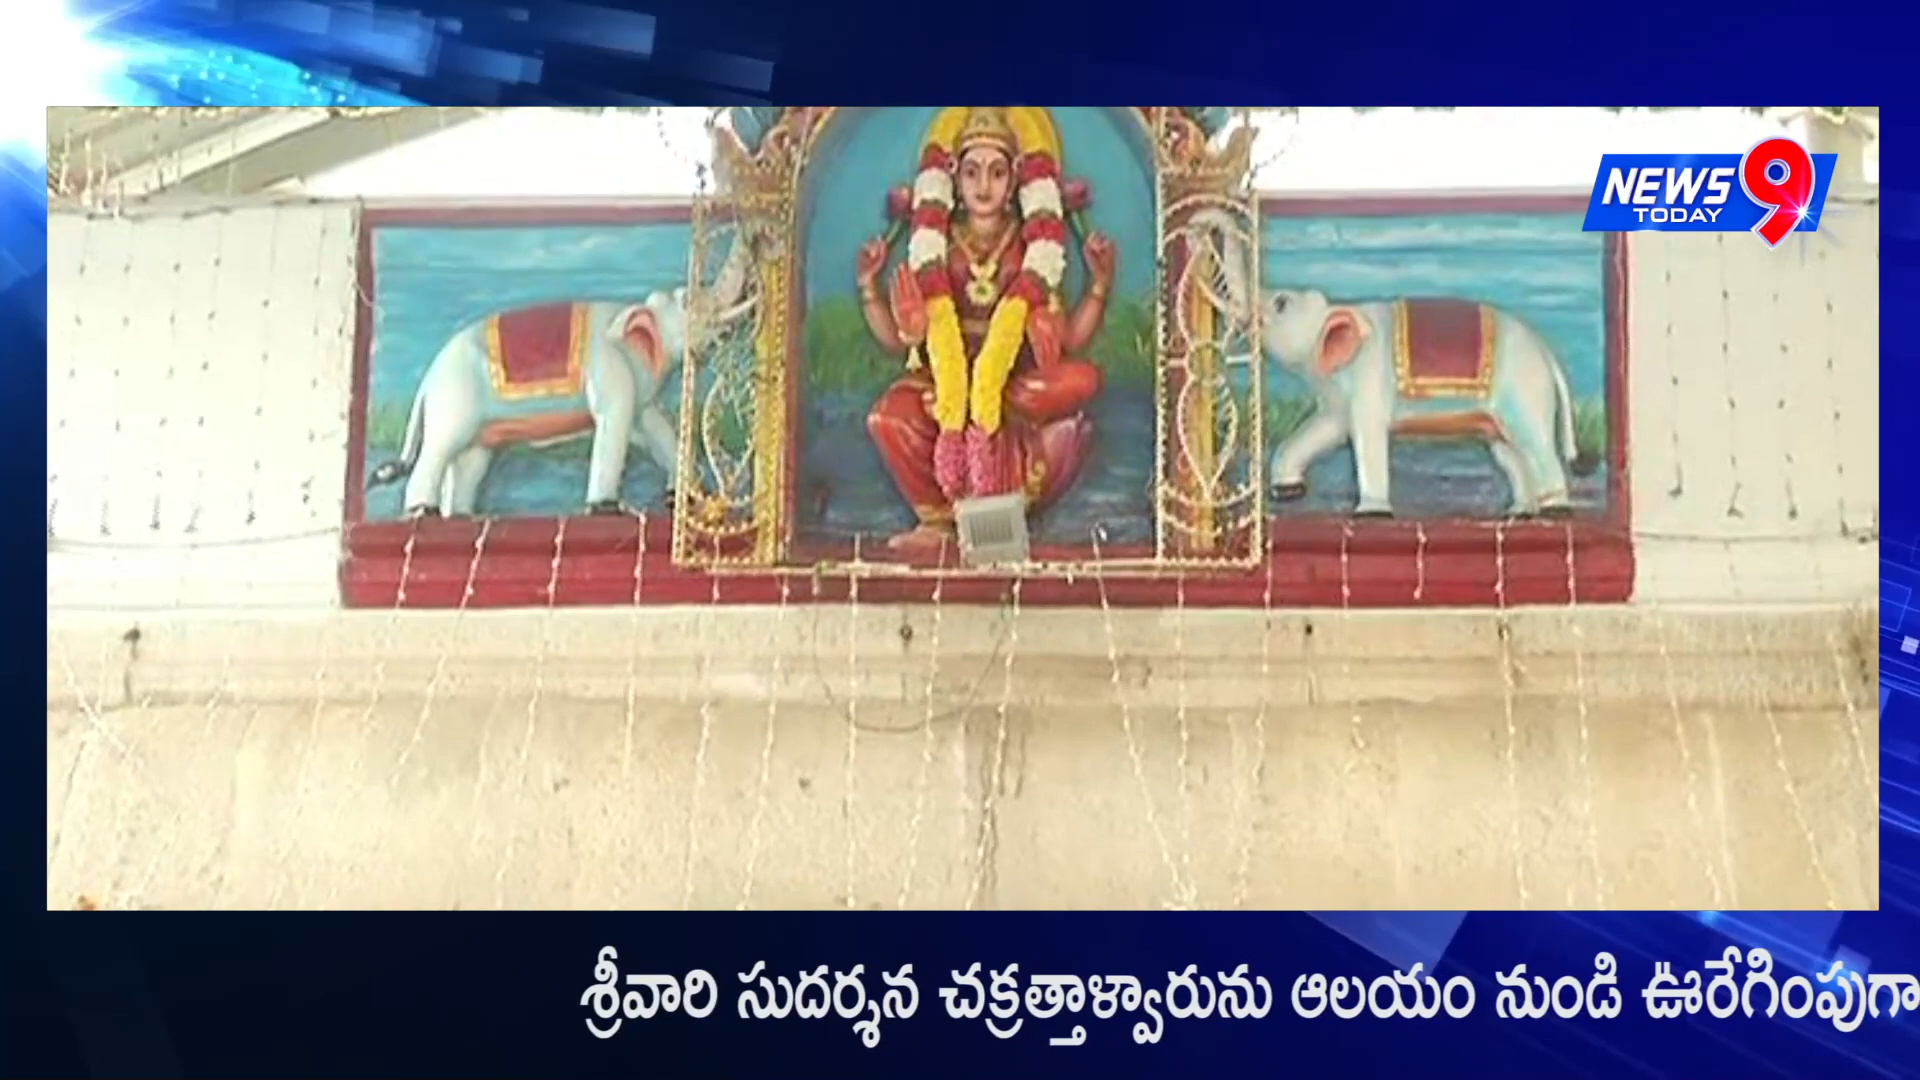 NEWS 9
TODAY
శ్రీవారి సుదర్శన చక్రత్తాళ్వారును ఆలయం నుండి ఊరేగింపుగా